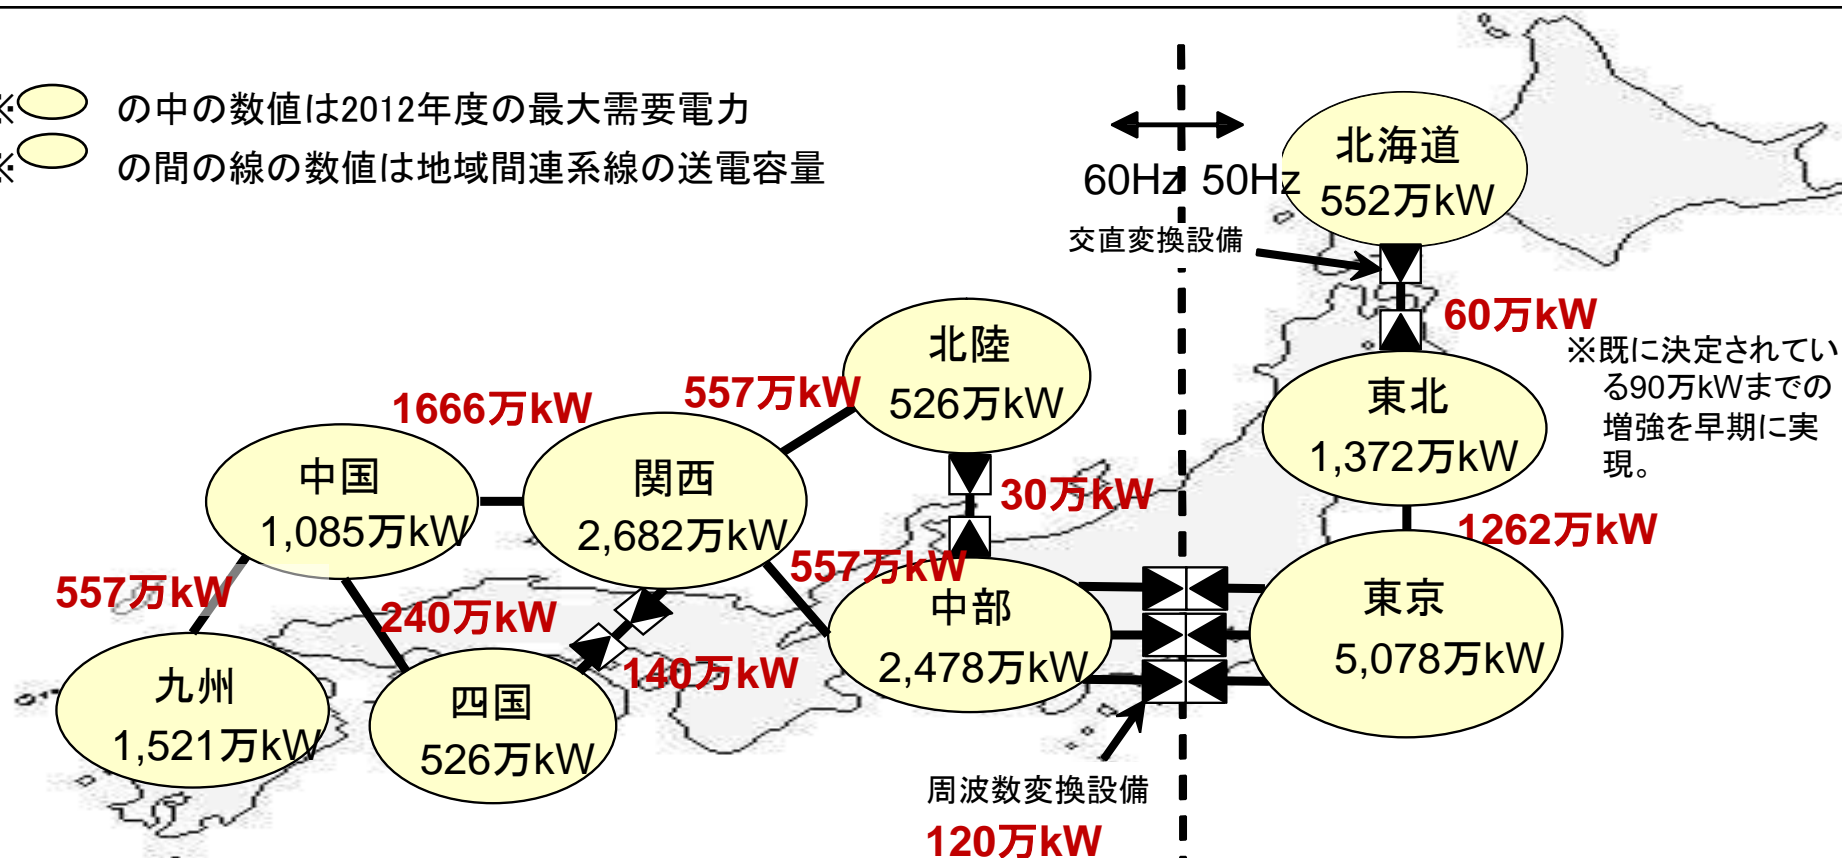 ※ の中の数値は2012年度の最大需要電力
※ の間の線の数値は地域間連系線の送電容量
60Hz 50Hz
交直変換設備
北海道
552万kW
60万kW
※既に決定されてい
る90万kWまでの
増強を早期に実
現。
北陸
526万kW
東北
1,372万kW
1666万kW
557万kW
中国
1,085万kW
関西
2,682万kW
30万kW
1262万kW
557万kW
557万kW
240万kW
140万kW
中部
2,478万kW
東京
5,078万kW
九州
1,521万kW
四国
526万kW
周波数変換設備
120万kW